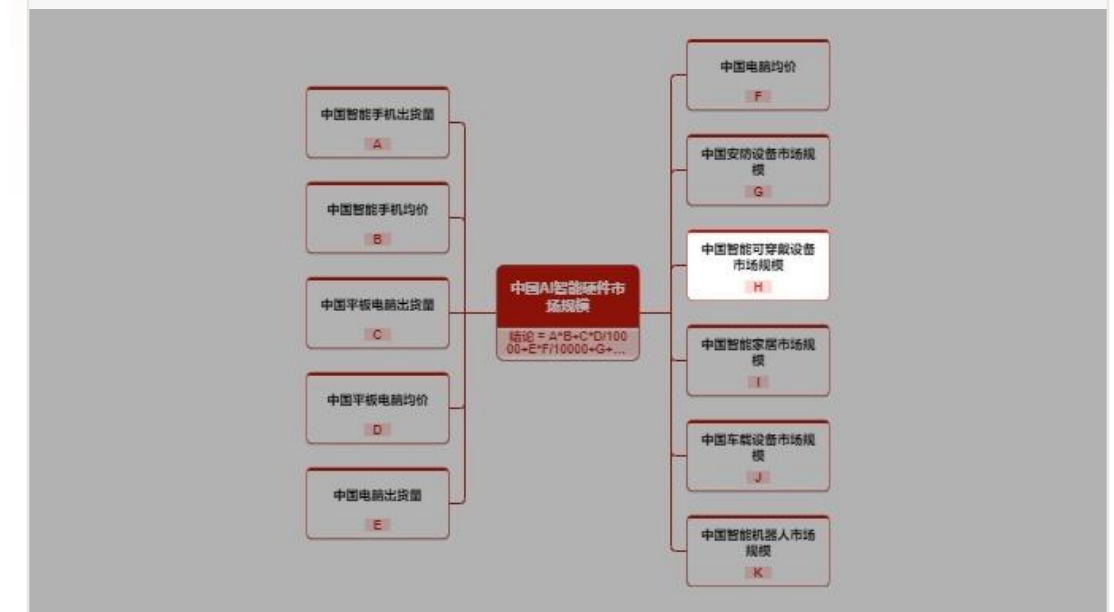 中国智能手机出货量
A
中国智能手机均价
B
中国平板电脑出货量
C
中国平板电脑均价
D
中国电脑出货量
E
中国AI智能硬件市
场规模
结论 = A*B+C*D/100
00+E*F/10000+G+...
中国电脑均价
F
中国安防设备市场规
模
G
中国智能可穿戴设备
市场规模
H
中国智能家居市场规
模
I
中国车载设备市场规
模
J
中国智能机器人市场
规模
K